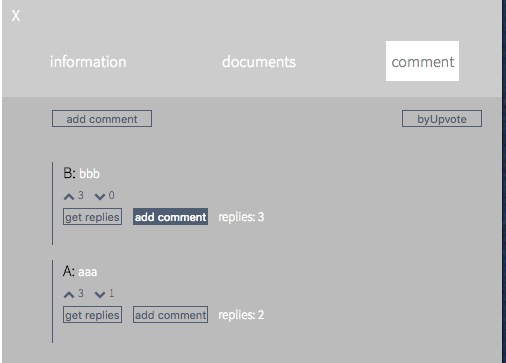 X
information documents comment
add comment byUpvote
B: bbb
3 0
get replies add comment replies: 3
A: aaa
3 1
get replies add comment replies: 2